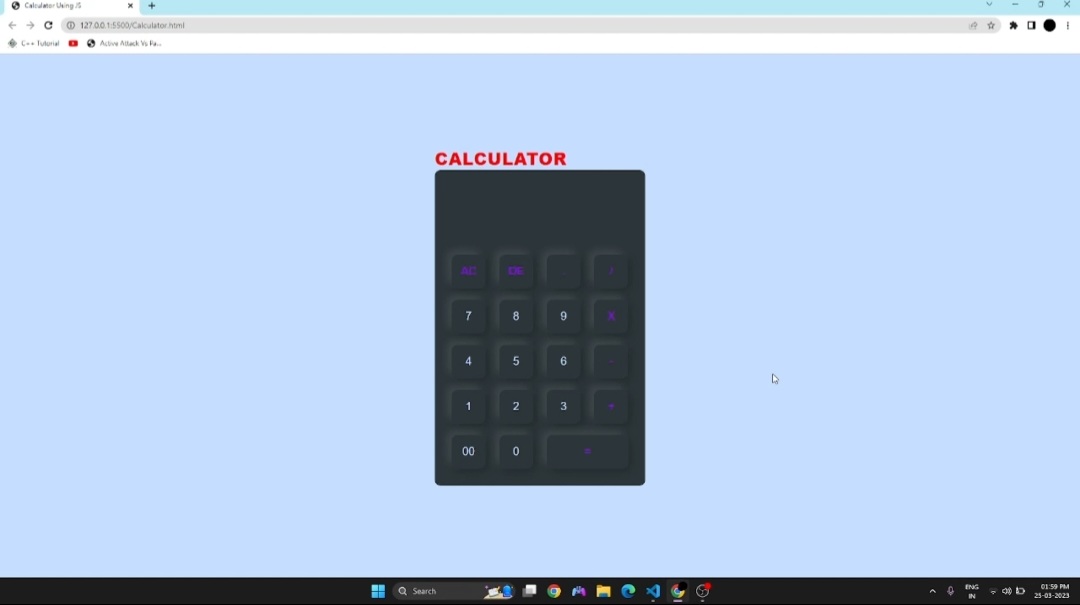 Calculator Using JS
127.0.0.1:5500/Calculator.html
C++ Tutorial
Active Attack Vs Pa...
CALCULATOR
AC DE . /
7 8 9 X
4 5 6 -
1 2 3 +
00 0 =
Search
ENG
IN
01:59 PM
25-03-2023